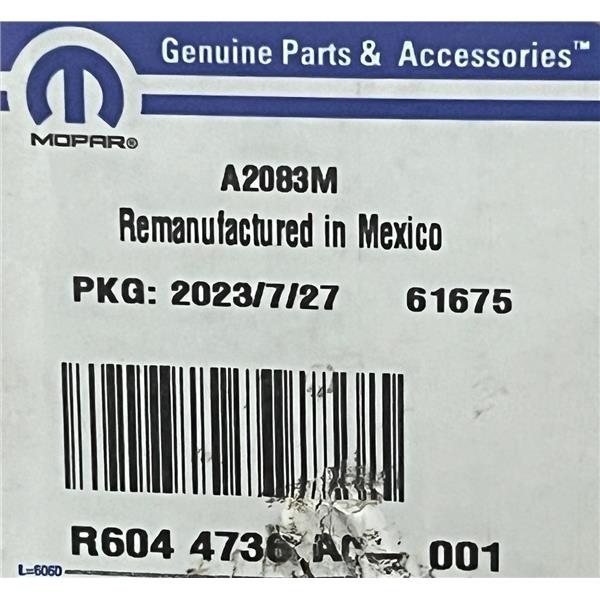 Genuine Parts & Accessories™
MOPAR®
A2083M
Remanufactured in Mexico
PKG: 2023/7/27 61675
R604 4736 001
L=6060